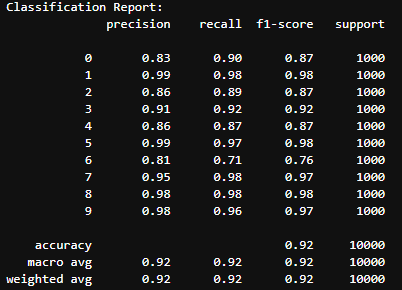 Classification Report:
precision recall f1-score support
0 0.83 0.90 0.87 1000
1 0.99 0.98 0.98 1000
2 0.86 0.89 0.87 1000
3 0.91 0.92 0.92 1000
4 0.86 0.87 0.87 1000
5 0.99 0.97 0.98 1000
6 0.81 0.71 0.76 1000
7 0.95 0.98 0.97 1000
8 0.98 0.98 0.98 1000
9 0.98 0.96 0.97 1000
accuracy 0.92 10000
macro avg 0.92 0.92 0.92 10000
weighted avg 0.92 0.92 0.92 10000